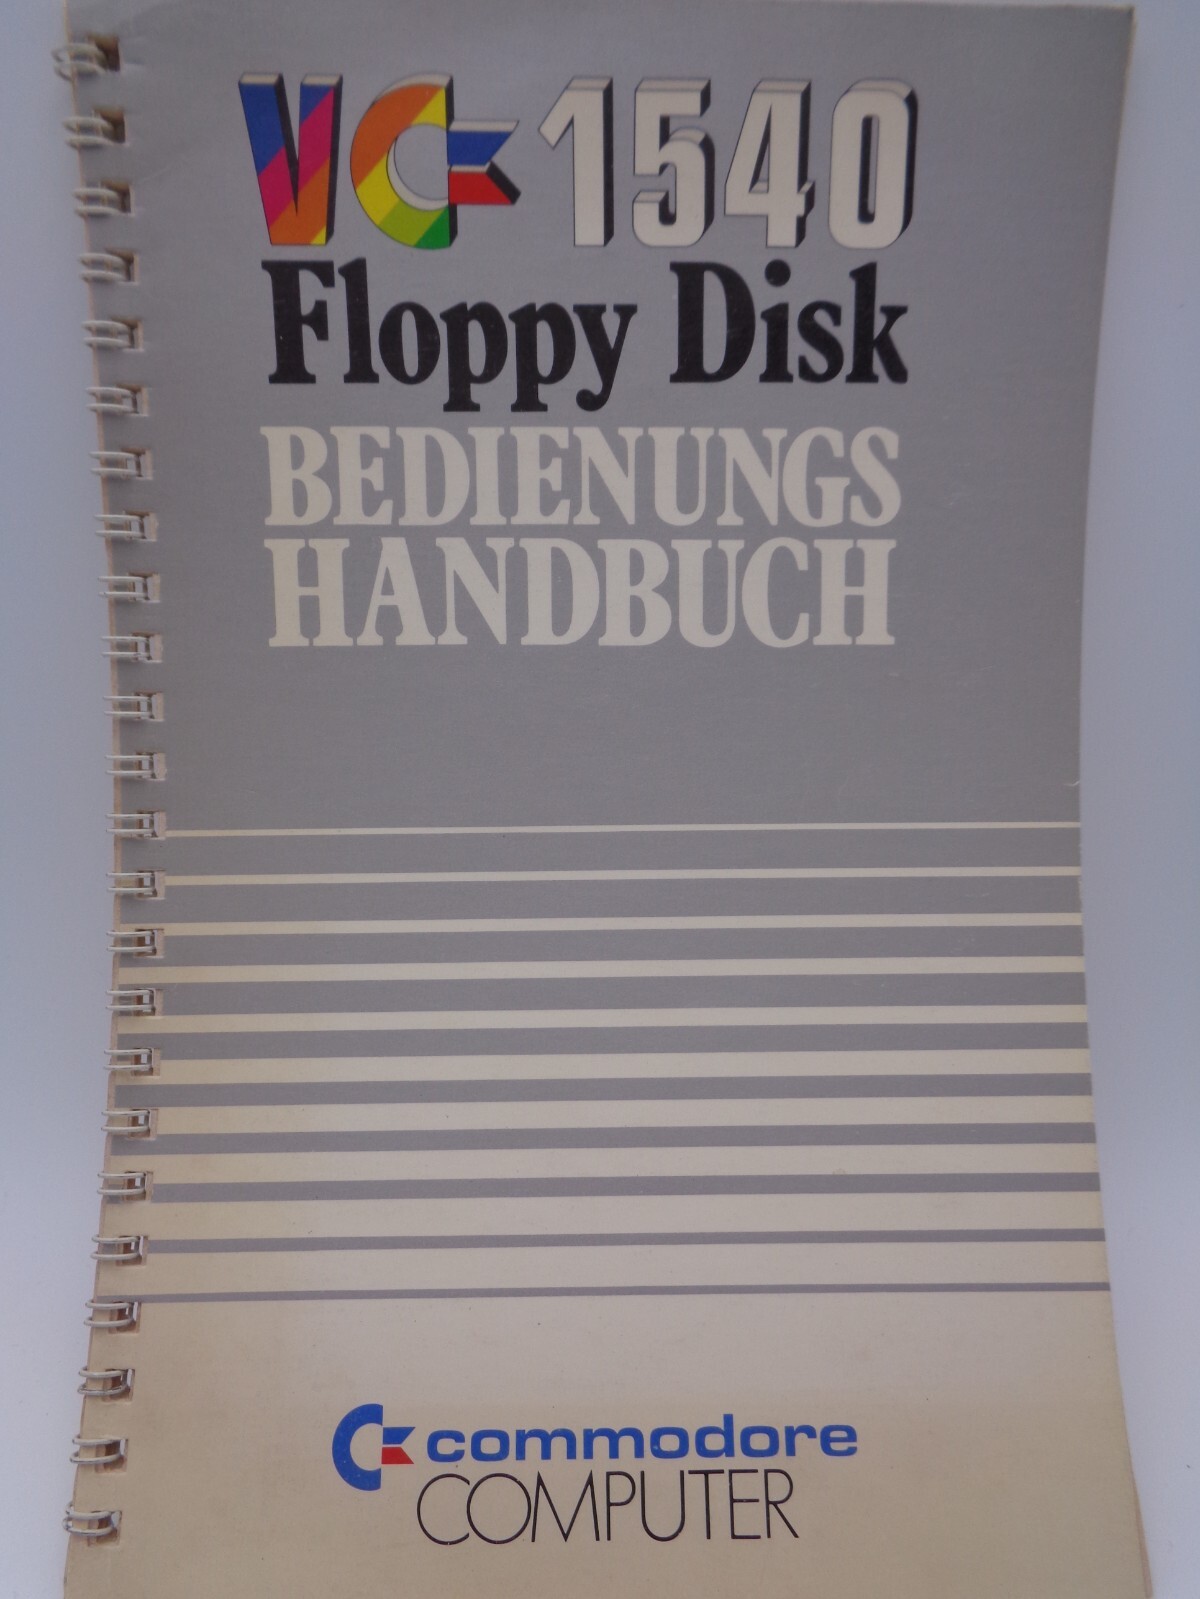 VC-1540
Floppy Disk
BEDIENUNGS
HANDBUCH
commodore
COMPUTER